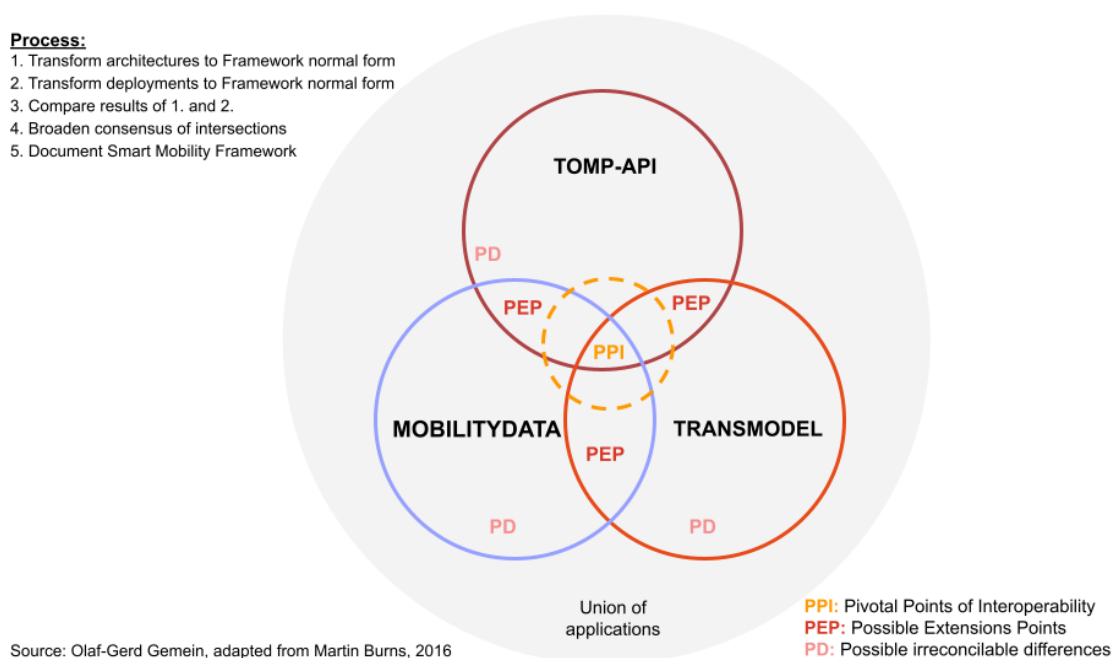 Process:
1. Transform architectures to Framework normal form
2. Transform deployments to Framework normal form
3. Compare results of 1. and 2.
4. Broaden consensus of intersections
5. Document Smart Mobility Framework
TOMP-API
PD
PEP
PEP
PPI
MOBILITYDATA
TRANSMODEL
PEP
PD
PD
Union of
applications
PPI: Pivotal Points of Interoperability
PEP: Possible Extensions Points
PD: Possible irreconcilable differences
Source: Olaf-Gerd Gemein, adapted from Martin Burns, 2016